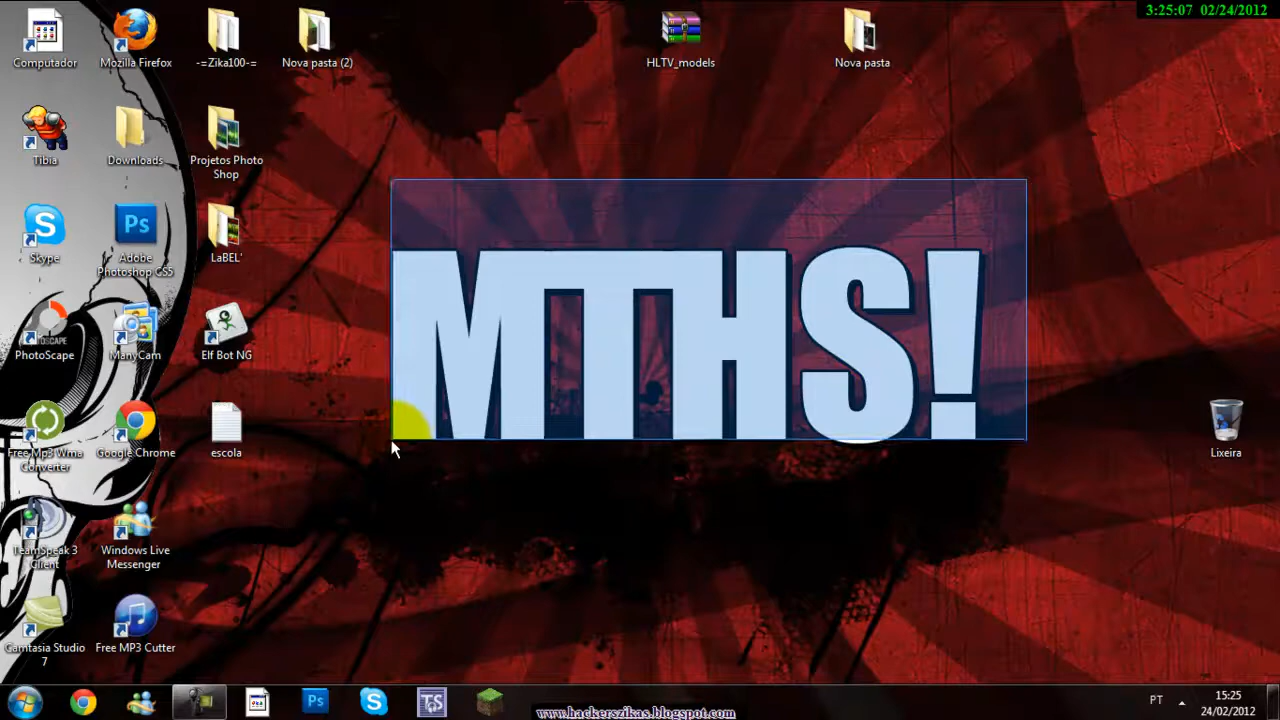 3:25:07 02/24/2012
Computador
Mozilla Firefox
-=Zika100=-
Nova pasta (2)
HLTV_models
Nova pasta
Tibia
Downloads
Projetos Photo
Shop
Skype
Ps
Adobe
Photoshop CS5
LaBEL'
MTHS!
PhotoScape
ManyCam
Elf Bot NG
Free Mp3 Wma
Converter
Google Chrome
escola
Lixeira
TeamSpeak 3
Client
Windows Live
Messenger
Camtasia Studio
7
Free MP3 Cutter
Ps
TS
www.hackerszikas.blogspot.com
PT
15:25
24/02/2012